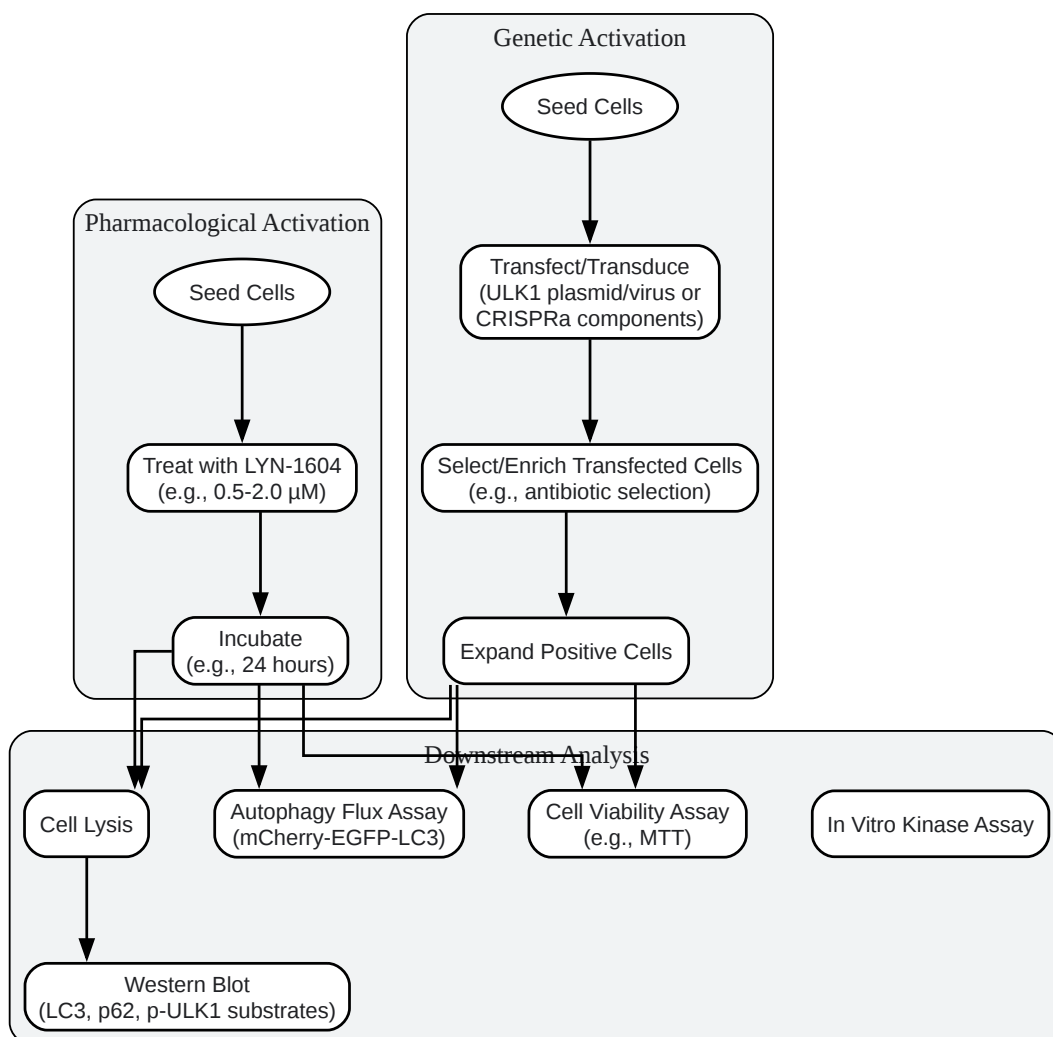 Genetic Activation
Seed Cells
Transfect/Transduce
(ULK1 plasmid/virus or
CRISPRa components)
Select/Enrich Transfected Cells
(e.g., antibiotic selection)
Expand Positive Cells
Pharmacological Activation
Seed Cells
Treat with LYN-1604
(e.g., 0.5-2.0 µM)
Incubate
(e.g., 24 hours)
Downstream Analysis
Cell Lysis
Autophagy Flux Assay
(mCherry-EGFP-LC3)
Cell Viability Assay
(e.g., MTT)
In Vitro Kinase Assay
Western Blot
(LC3, p62, p-ULK1 substrates)